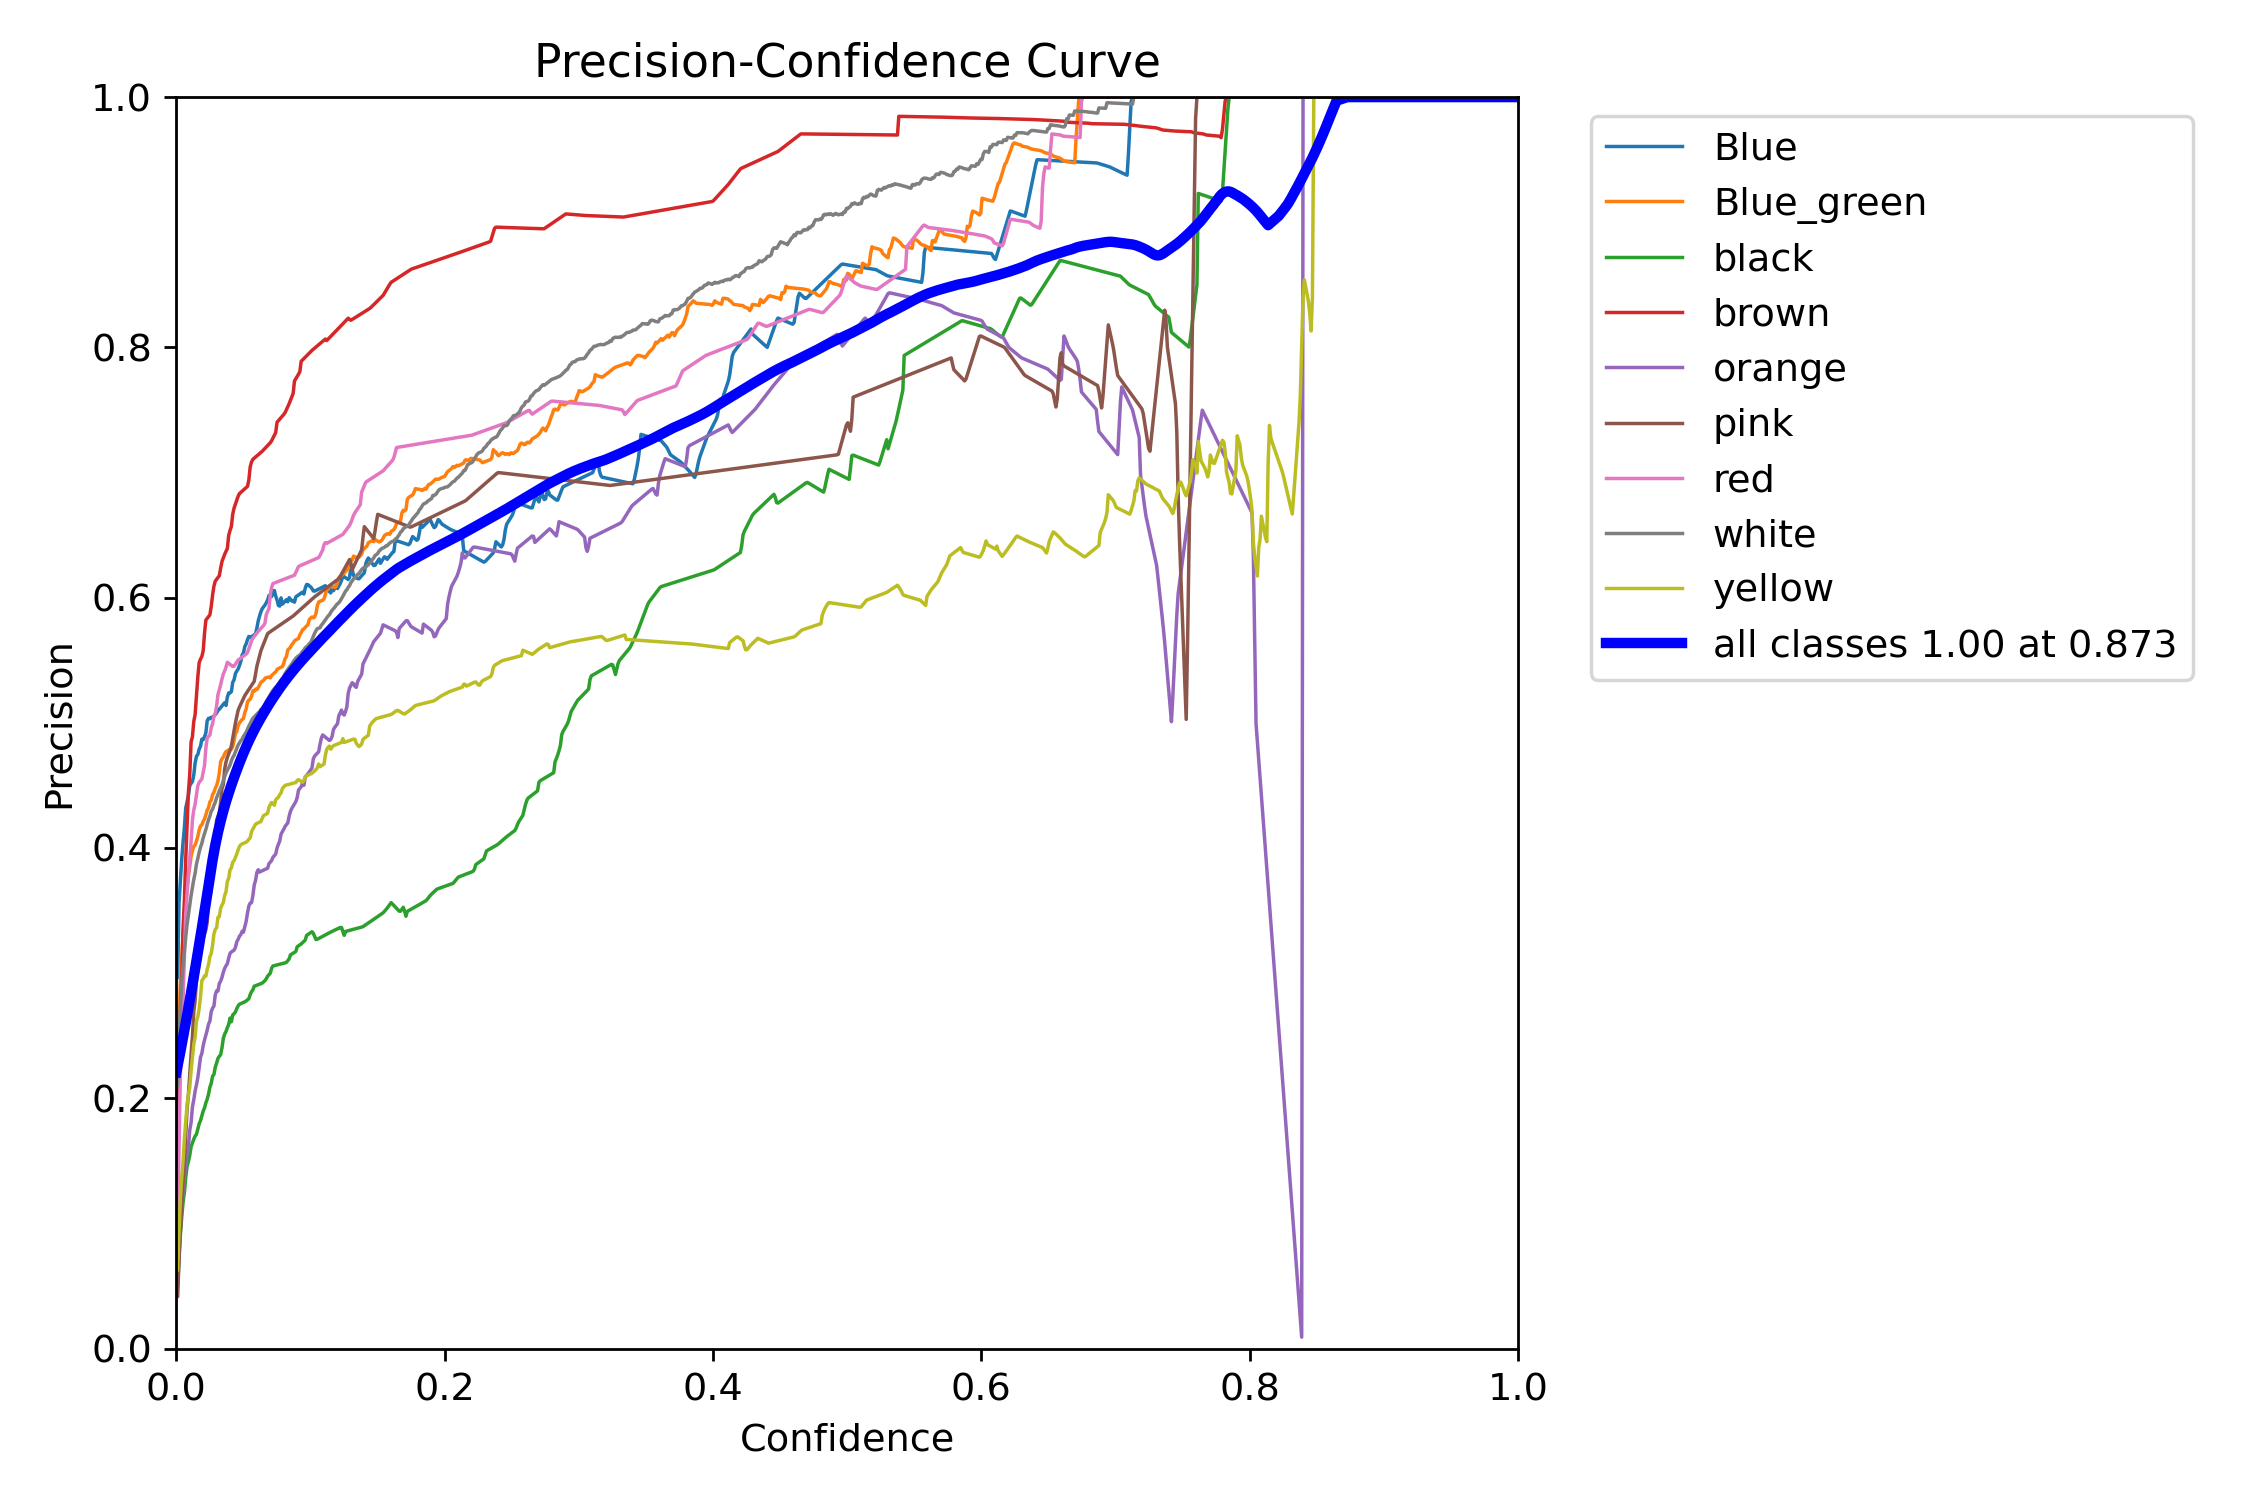 Precision-Confidence Curve
1.0
0.8
0.6
0.4
0.2
0.0
Precision
0.0 0.2 0.4 0.6 0.8 1.0
Confidence
Blue
Blue_green
black
brown
orange
pink
red
white
yellow
all classes 1.00 at 0.873